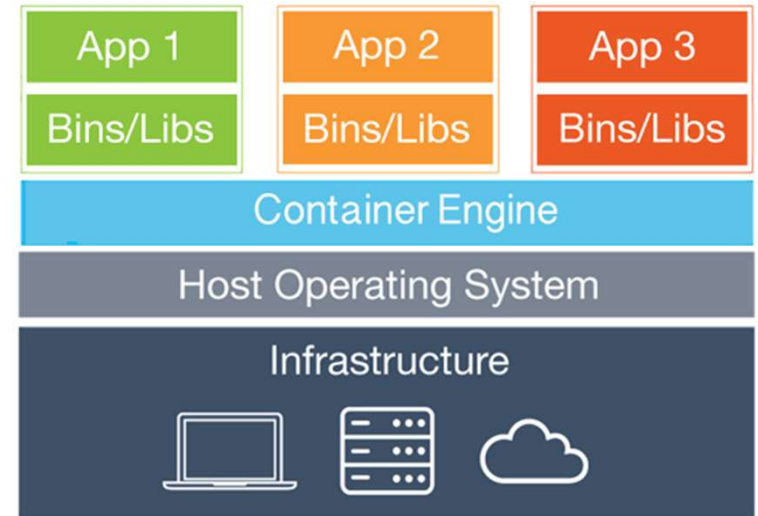 App 1
App 2
App 3
Bins/Libs
Bins/Libs
Bins/Libs
Container Engine
Host Operating System
Infrastructure